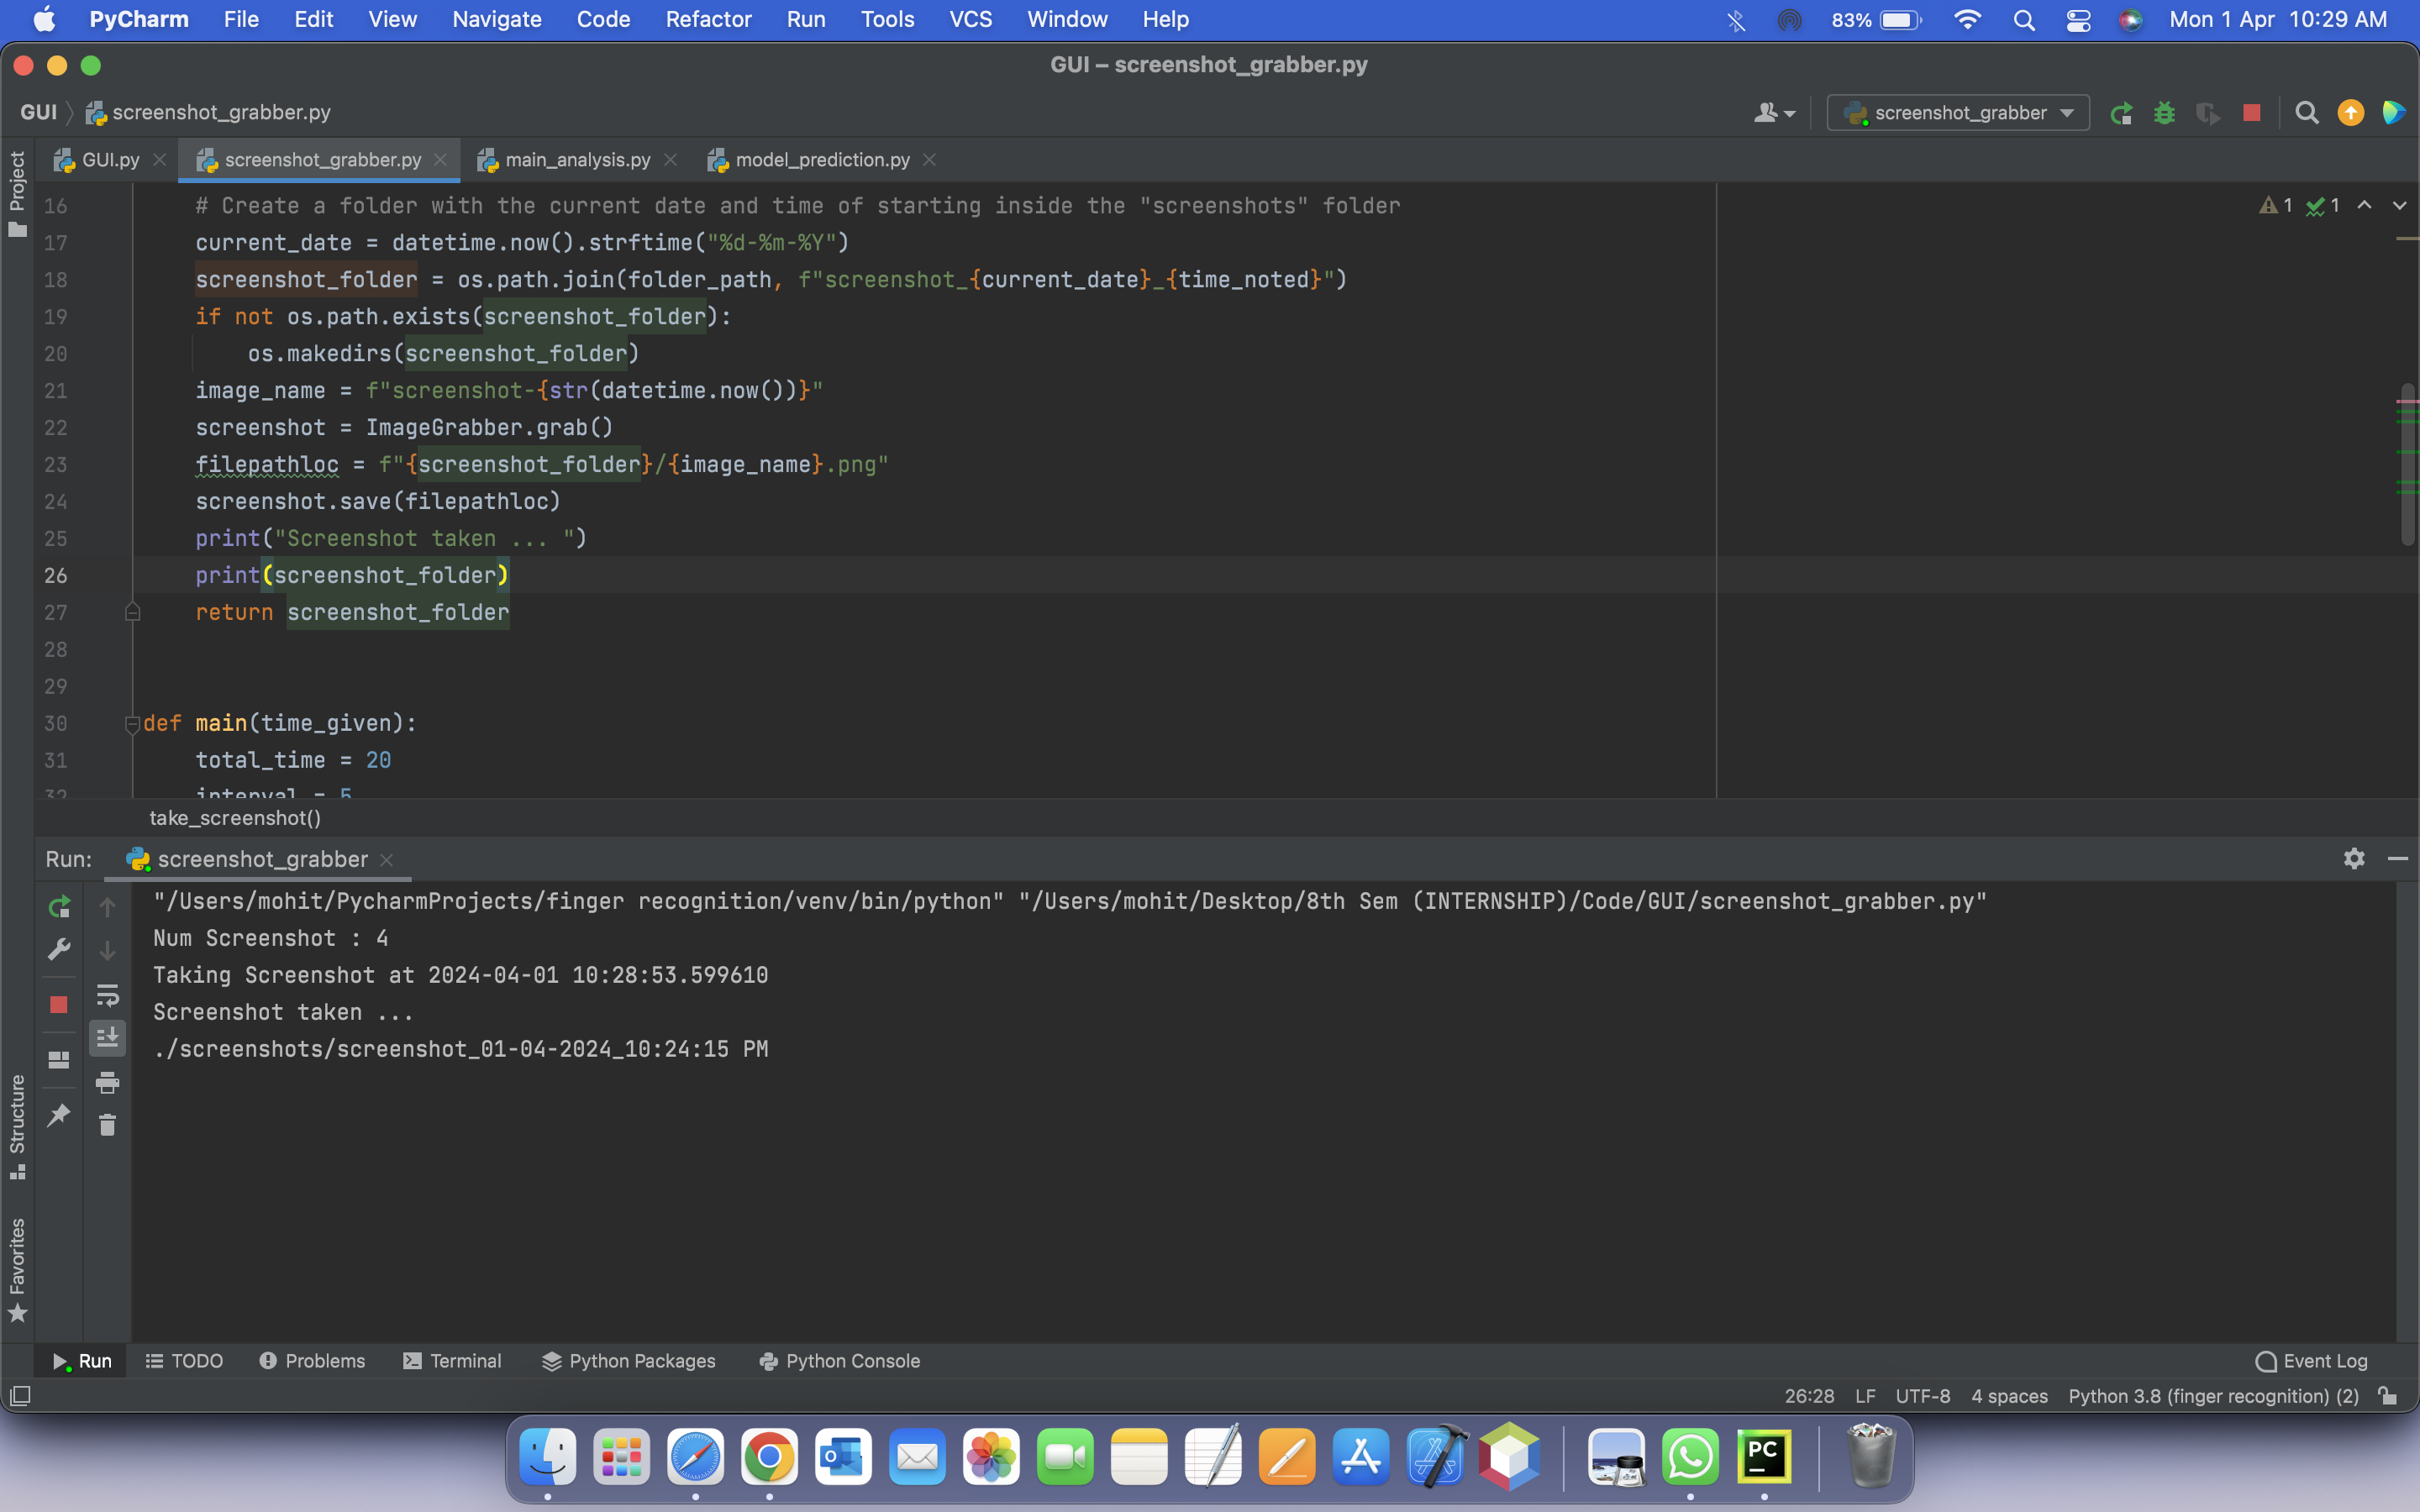 PyCharm File Edit View Navigate Code Refactor Run Tools VCS Window Help 83% Mon 1 Apr 10:29 AM
GUI – screenshot_grabber.py
GUI screenshot_grabber.py screenshot_grabber
GUI.py screenshot_grabber.py main_analysis.py model_prediction.py
Project
16 # Create a folder with the current date and time of starting inside the "screenshots" folder 1 1
17 current_date = datetime.now().strftime("%d-%m-%Y")
18 screenshot_folder = os.path.join(folder_path, f"screenshot_{current_date}_{time_noted}")
19 if not os.path.exists(screenshot_folder):
20 os.makedirs(screenshot_folder)
21 image_name = f"screenshot-{str(datetime.now())}"
22 screenshot = ImageGrabber.grab()
23 filepathloc = f"{screenshot_folder}/{image_name}.png"
24 screenshot.save(filepathloc)
25 print("Screenshot taken ... ")
26 print(screenshot_folder)
27 return screenshot_folder
28
29
30 def main(time_given):
31 total_time = 20
32 interval = 5
take_screenshot()
Run: screenshot_grabber
"/Users/mohit/PycharmProjects/finger recognition/venv/bin/python" "/Users/mohit/Desktop/8th Sem (INTERNSHIP)/Code/GUI/screenshot_grabber.py"
Num Screenshot : 4
Taking Screenshot at 2024-04-01 10:28:53.599610
Screenshot taken ...
./screenshots/screenshot_01-04-2024_10:24:15 PM
Structure
Favorites
Run TODO Problems Terminal Python Packages Python Console Event Log
26:28 LF UTF-8 4 spaces Python 3.8 (finger recognition) (2)
PC